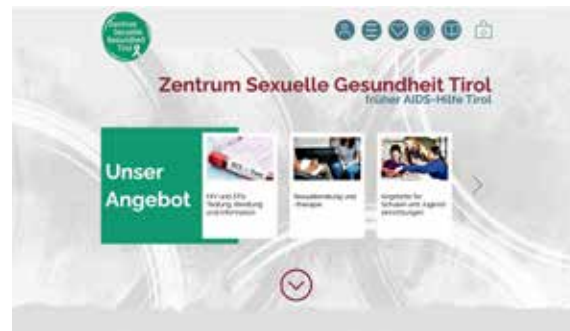 Zentrum
Sexuelle
Gesundheit
Tirol
Zentrum Sexuelle Gesundheit Tirol
früher AIDS-Hilfe Tirol
Unser
Angebot
HIV und STIs
Testung, Beratung
und Information
Sexualberatung und
-therapie
Angebote für
Schulen und Jugend